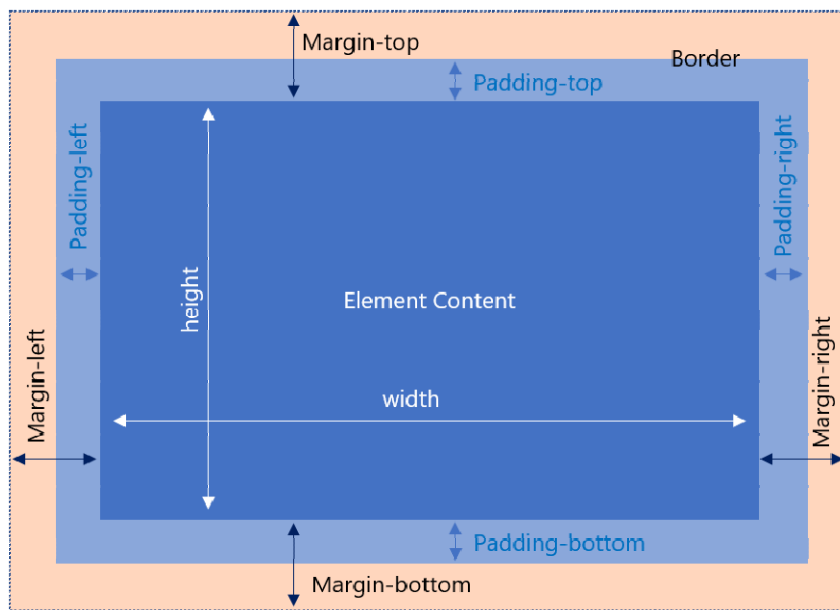 Margin-top
Border
Padding-top
Padding-left
Padding-right
height
Element Content
Margin-left
width
Margin-right
Padding-bottom
Margin-bottom